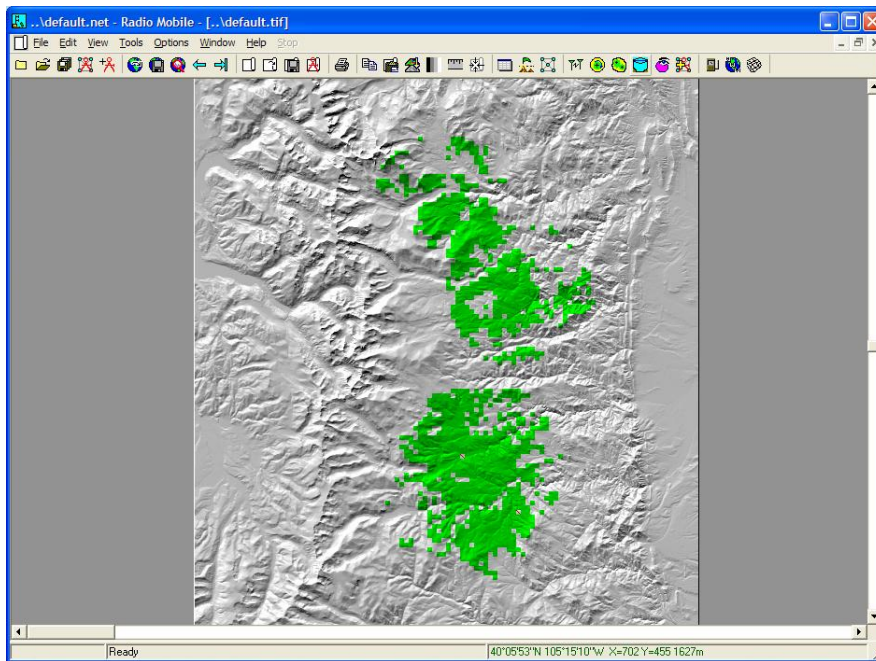 ..\default.net - Radio Mobile - [..\default.tif]
File Edit View Tools Options Window Help Stop
Ready
40°05'53"N 105°15'10"W X=702 Y=455 1627m